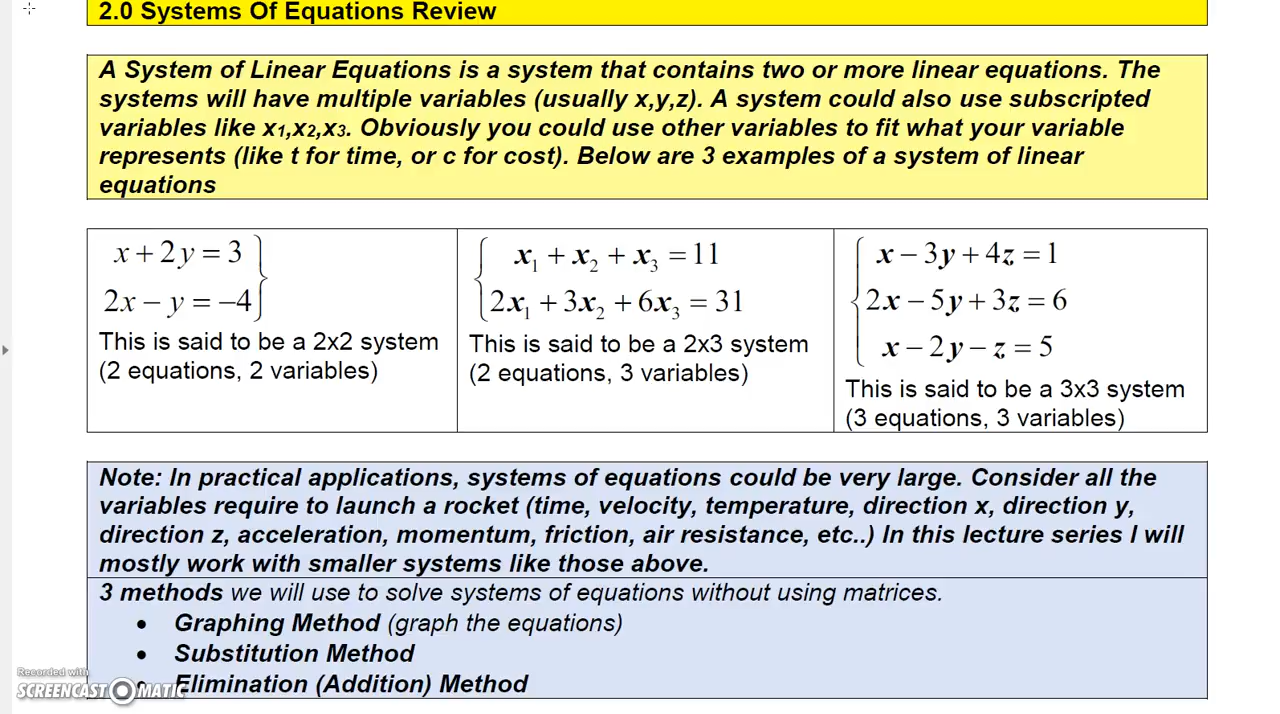 2.0 Systems Of Equations Review
A System of Linear Equations is a system that contains two or more linear equations. The
systems will have multiple variables (usually x,y,z). A system could also use subscripted
variables like x₁,x₂,x₃. Obviously you could use other variables to fit what your variable
represents (like t for time, or c for cost). Below are 3 examples of a system of linear
equations
x + 2y = 3
2x − y = −4
This is said to be a 2x2 system
(2 equations, 2 variables)
x₁ + x₂ + x₃ = 11
2x₁ + 3x₂ + 6x₃ = 31
This is said to be a 2x3 system
(2 equations, 3 variables)
x − 3y + 4z = 1
2x − 5y + 3z = 6
x − 2y − z = 5
This is said to be a 3x3 system
(3 equations, 3 variables)
Note: In practical applications, systems of equations could be very large. Consider all the
variables require to launch a rocket (time, velocity, temperature, direction x, direction y,
direction z, acceleration, momentum, friction, air resistance, etc..) In this lecture series I will
mostly work with smaller systems like those above.
3 methods we will use to solve systems of equations without using matrices.
• Graphing Method (graph the equations)
• Substitution Method
• Elimination (Addition) Method
Recorded with
SCREENCAST-O-MATIC